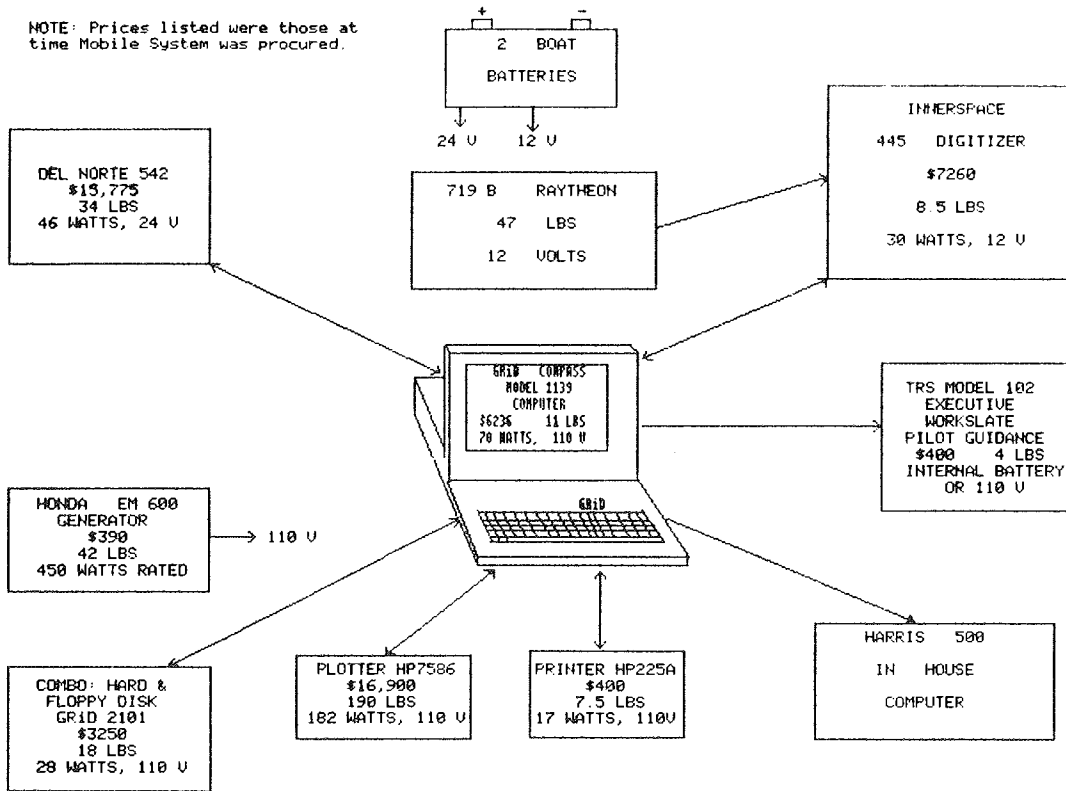 NOTE: Prices listed were those at
time Mobile System was procured.
+ -
2 BOAT
BATTERIES
24 V 12 V
DEL NORTE 542
$15,775
34 LBS
46 WATTS, 24 V
719 B RAYTHEON
47 LBS
12 VOLTS
INNERSPACE
445 DIGITIZER
$7260
8.5 LBS
30 WATTS, 12 V
GRiD COMPASS
MODEL 1139
COMPUTER
$6236 11 LBS
70 WATTS, 110 V
GRiD
TRS MODEL 102
EXECUTIVE
WORKSLATE
PILOT GUIDANCE
$400 4 LBS
INTERNAL BATTERY
OR 110 V
HONDA EM 600
GENERATOR
$390
42 LBS
450 WATTS RATED
110 V
COMBO: HARD &
FLOPPY DISK
GRiD 2101
$3250
18 LBS
28 WATTS, 110 V
PLOTTER HP7586
$16,900
190 LBS
182 WATTS, 110 V
PRINTER HP225A
$400
7.5 LBS
17 WATTS, 110V
HARRIS 500
IN HOUSE
COMPUTER